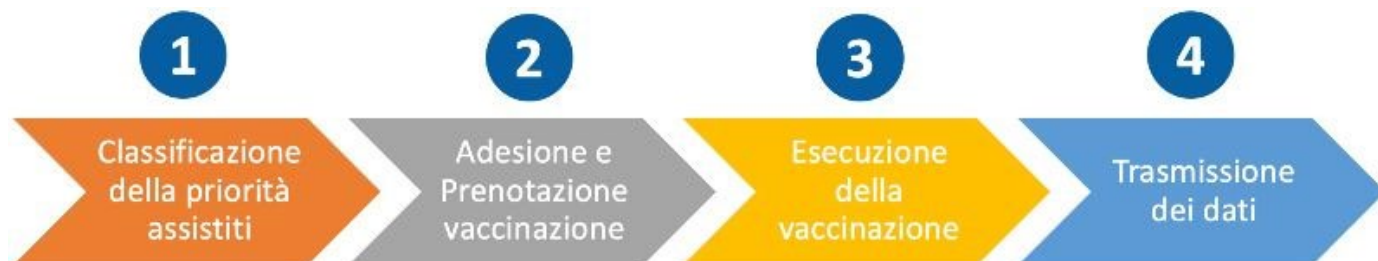 1
Classificazione
della priorità
assistiti
2
Adesione e
Prenotazione
vaccinazione
3
Esecuzione
della
vaccinazione
4
Trasmissione
dei dati